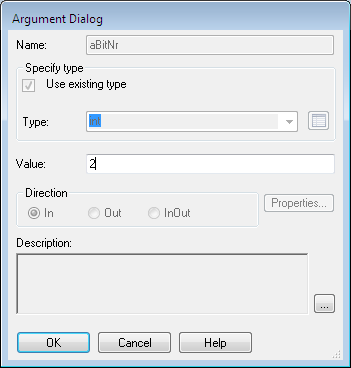 Argument Dialog
Name: aBitNr
Specify type
Use existing type
Type: int
Value: 2
Direction
In Out InOut Properties...
Description:
...
OK Cancel Help